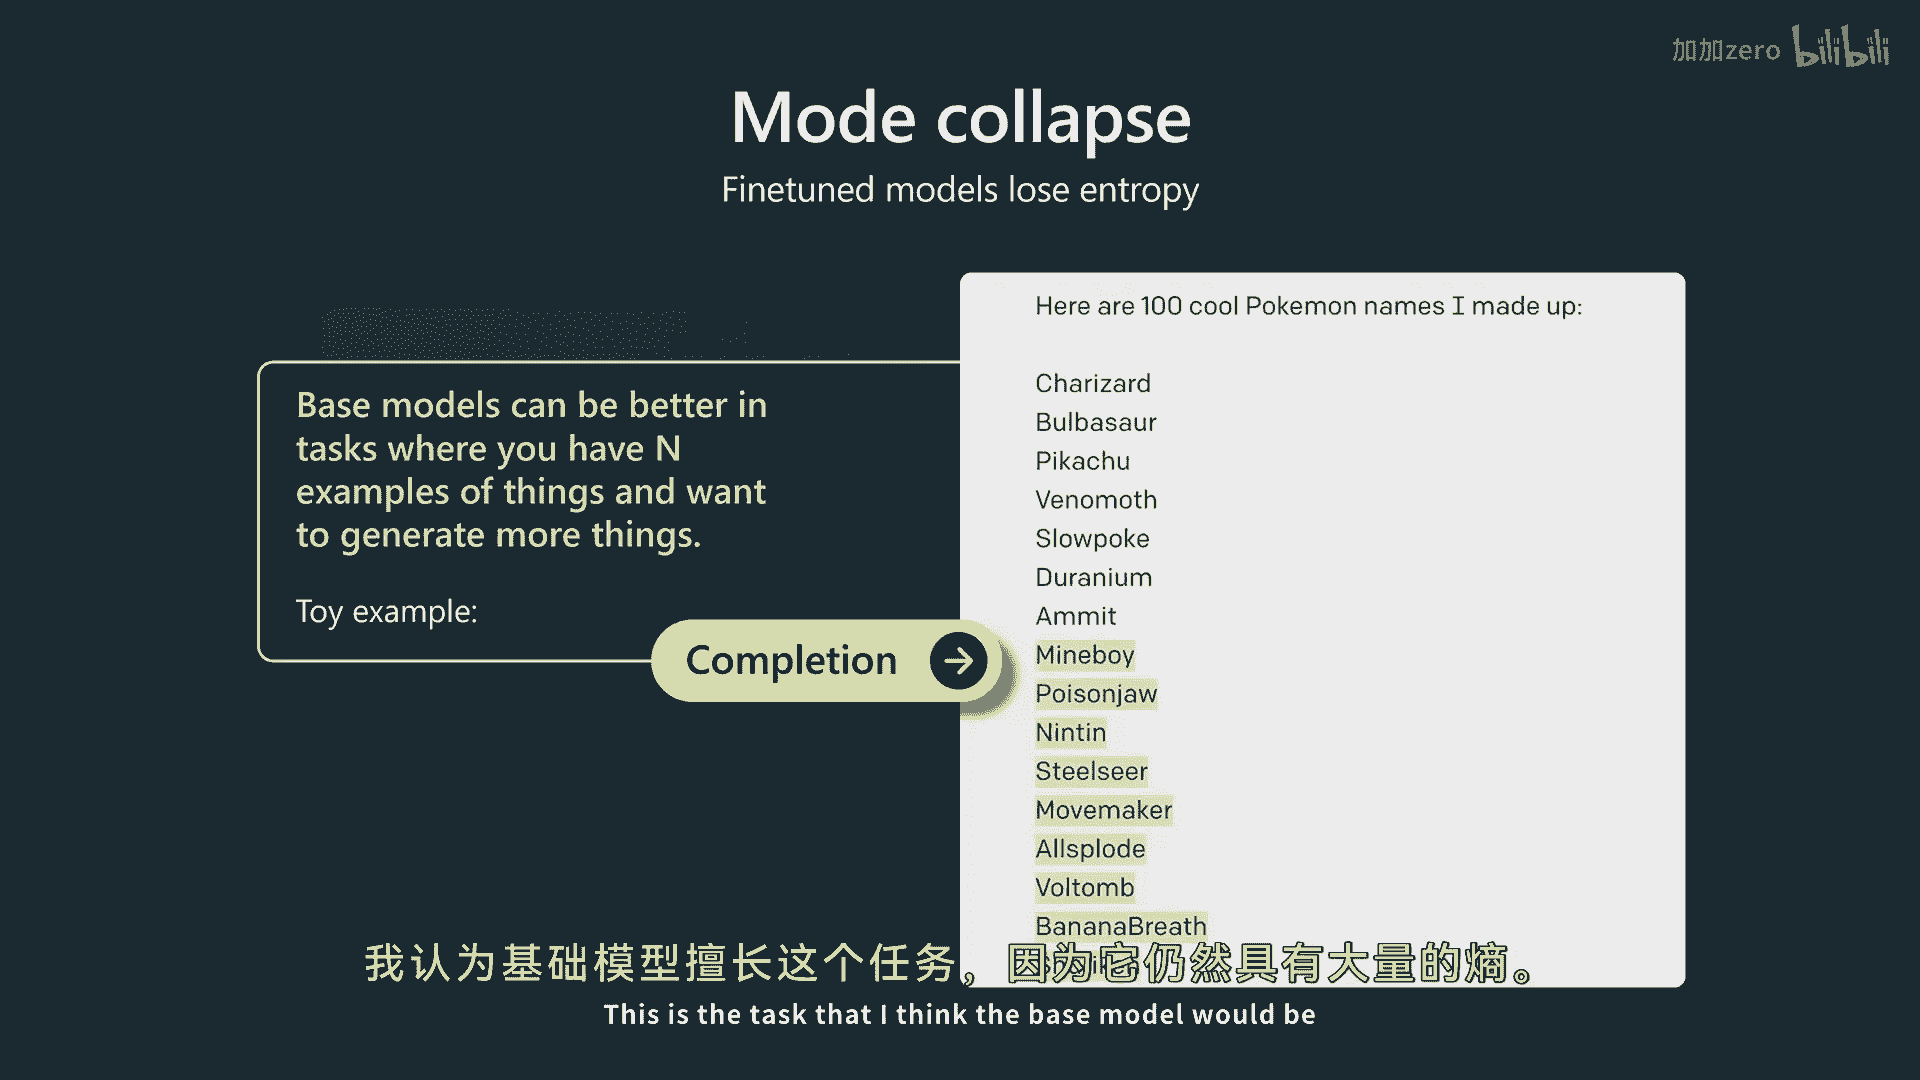 加加zero bilibili
Mode collapse
Finetuned models lose entropy
Base models can be better in
tasks where you have N
examples of things and want
to generate more things.
Toy example:
Completion
Here are 100 cool Pokemon names I made up:
Charizard
Bulbasaur
Pikachu
Venomoth
Slowpoke
Duranium
Ammit
Mineboy
Poisonjaw
Nintin
Steelseer
Movemaker
Allsplode
Voltomb
BananaBreath
我认为基础模型擅长这个任务，因为它仍然具有大量的熵。
This is the task that I think the base model would be